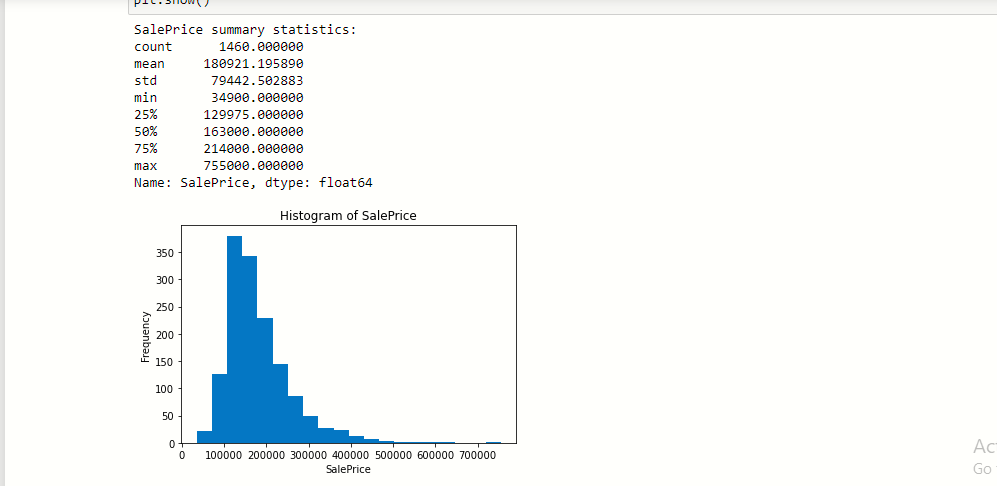 plt.show()
SalePrice summary statistics:
count 1460.000000
mean 180921.195890
std 79442.502883
min 34900.000000
25% 129975.000000
50% 163000.000000
75% 214000.000000
max 755000.000000
Name: SalePrice, dtype: float64
Histogram of SalePrice
350
300
250
200
150
100
50
0
Frequency
0 100000 200000 300000 400000 500000 600000 700000
SalePrice
Go